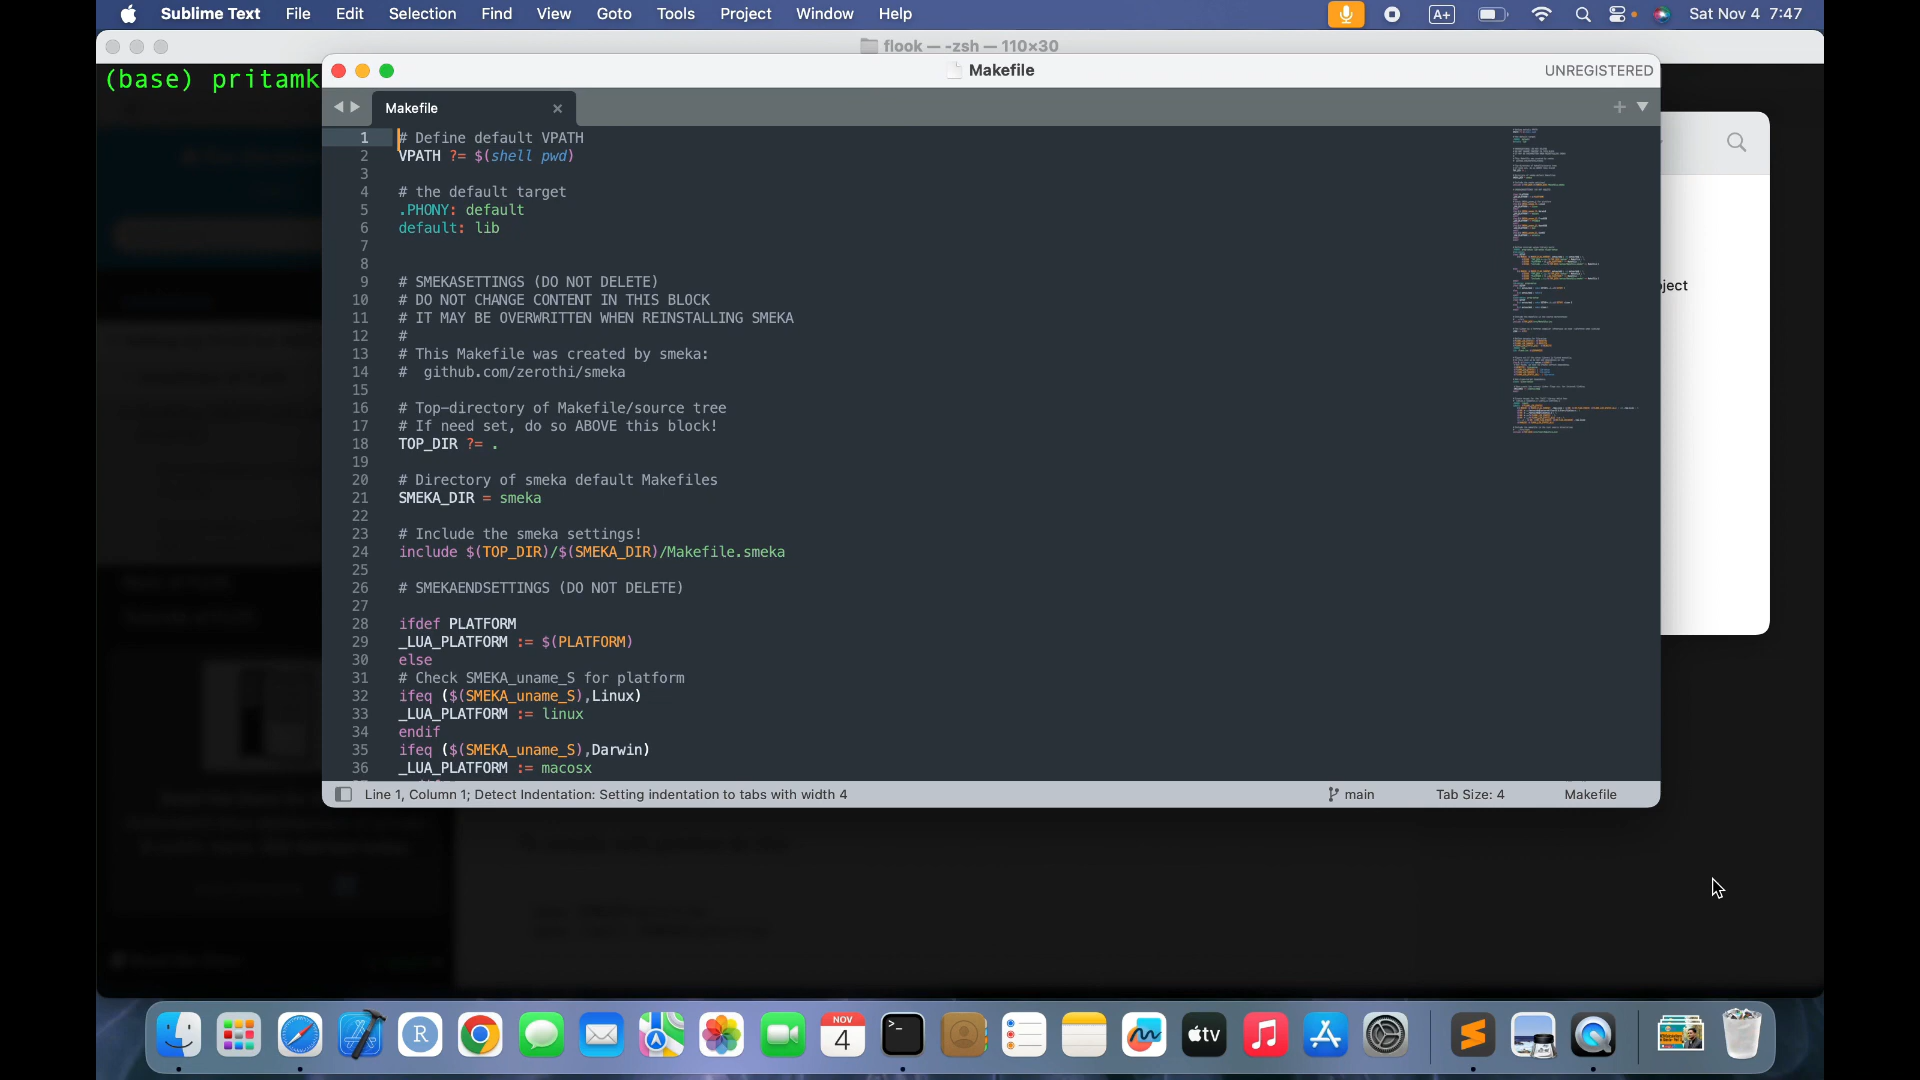 Sublime Text File Edit Selection Find View Goto Tools Project Window Help A+ Sat Nov 4 7:47
flook — -zsh — 110×30
(base) pritamk
Makefile
UNREGISTERED
Makefile
1 # Define default VPATH
2 VPATH ?= $(shell pwd)
3
4 # the default target
5 .PHONY: default
6 default: lib
7
8
9 # SMEKASETTINGS (DO NOT DELETE)
10 # DO NOT CHANGE CONTENT IN THIS BLOCK
11 # IT MAY BE OVERWRITTEN WHEN REINSTALLING SMEKA
12 #
13 # This Makefile was created by smeka:
14 #  github.com/zerothi/smeka
15
16 # Top-directory of Makefile/source tree
17 # If need set, do so ABOVE this block!
18 TOP_DIR ?= .
19
20 # Directory of smeka default Makefiles
21 SMEKA_DIR = smeka
22
23 # Include the smeka settings!
24 include $(TOP_DIR)/$(SMEKA_DIR)/Makefile.smeka
25
26 # SMEKAENDSETTINGS (DO NOT DELETE)
27
28 ifdef PLATFORM
29 _LUA_PLATFORM := $(PLATFORM)
30 else
31 # Check SMEKA_uname_S for platform
32 ifeq ($(SMEKA_uname_S),Linux)
33 _LUA_PLATFORM := linux
34 endif
35 ifeq ($(SMEKA_uname_S),Darwin)
36 _LUA_PLATFORM := macosx
ject
Line 1, Column 1; Detect Indentation: Setting indentation to tabs with width 4
main
Tab Size: 4
Makefile
NOV
4
tv